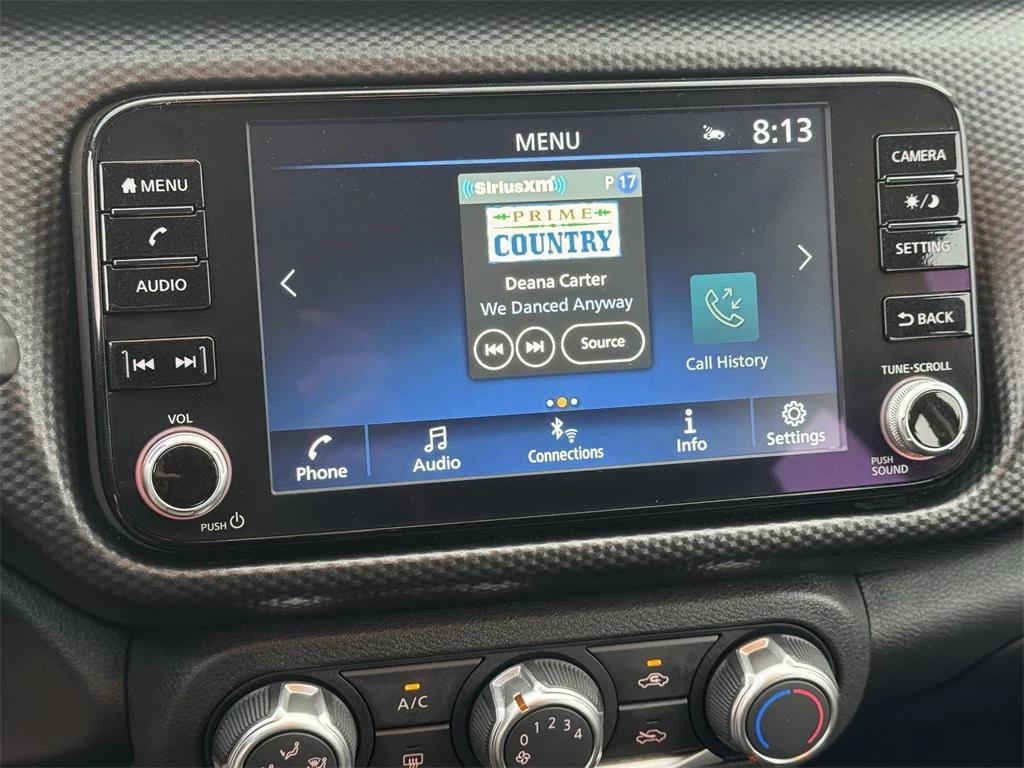 MENU
8:13
MENU
AUDIO
VOL
PUSH
((SiriusXM)) P 17
PRIME
COUNTRY
Deana Carter
We Danced Anyway
Source
Call History
Phone
Audio
Connections
Info
Settings
CAMERA
SETTING
BACK
TUNE·SCROLL
PUSH
SOUND
A/C
0 1 2 3 4